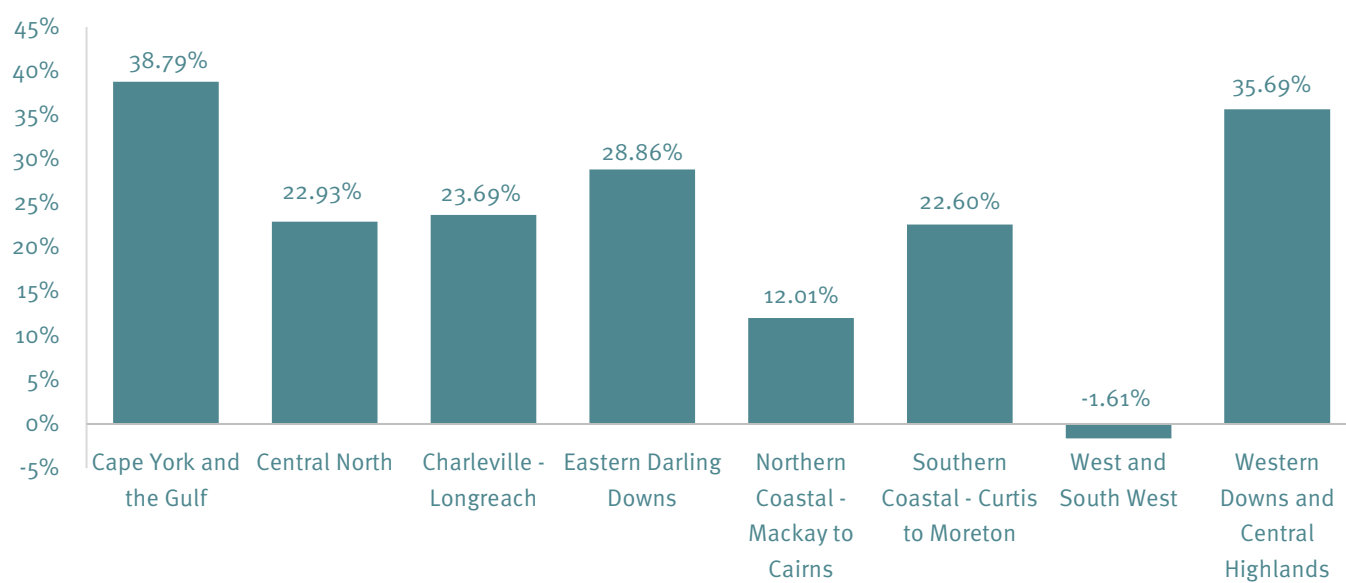 45%
40%
35%
30%
25%
20%
15%
10%
5%
0%
-5%
38.79%
22.93%
23.69%
28.86%
12.01%
22.60%
-1.61%
35.69%
Cape York and
the Gulf
Central North
Charleville -
Longreach
Eastern Darling
Downs
Northern
Coastal -
Mackay to
Cairns
Southern
Coastal - Curtis
to Moreton
West and
South West
Western
Downs and
Central
Highlands